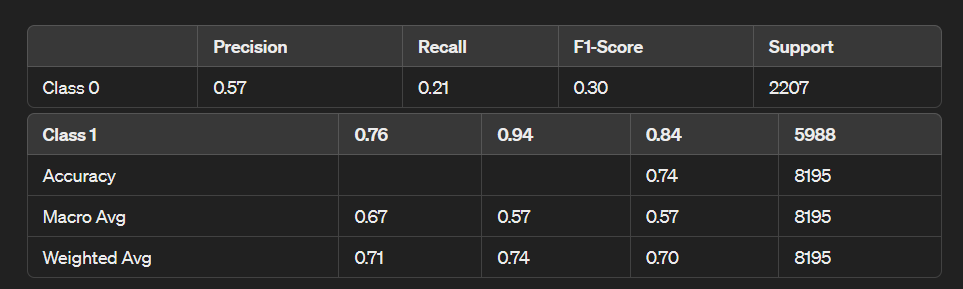 Precision Recall F1-Score Support
Class 0 0.57 0.21 0.30 2207
Class 1 0.76 0.94 0.84 5988
Accuracy 0.74 8195
Macro Avg 0.67 0.57 0.57 8195
Weighted Avg 0.71 0.74 0.70 8195